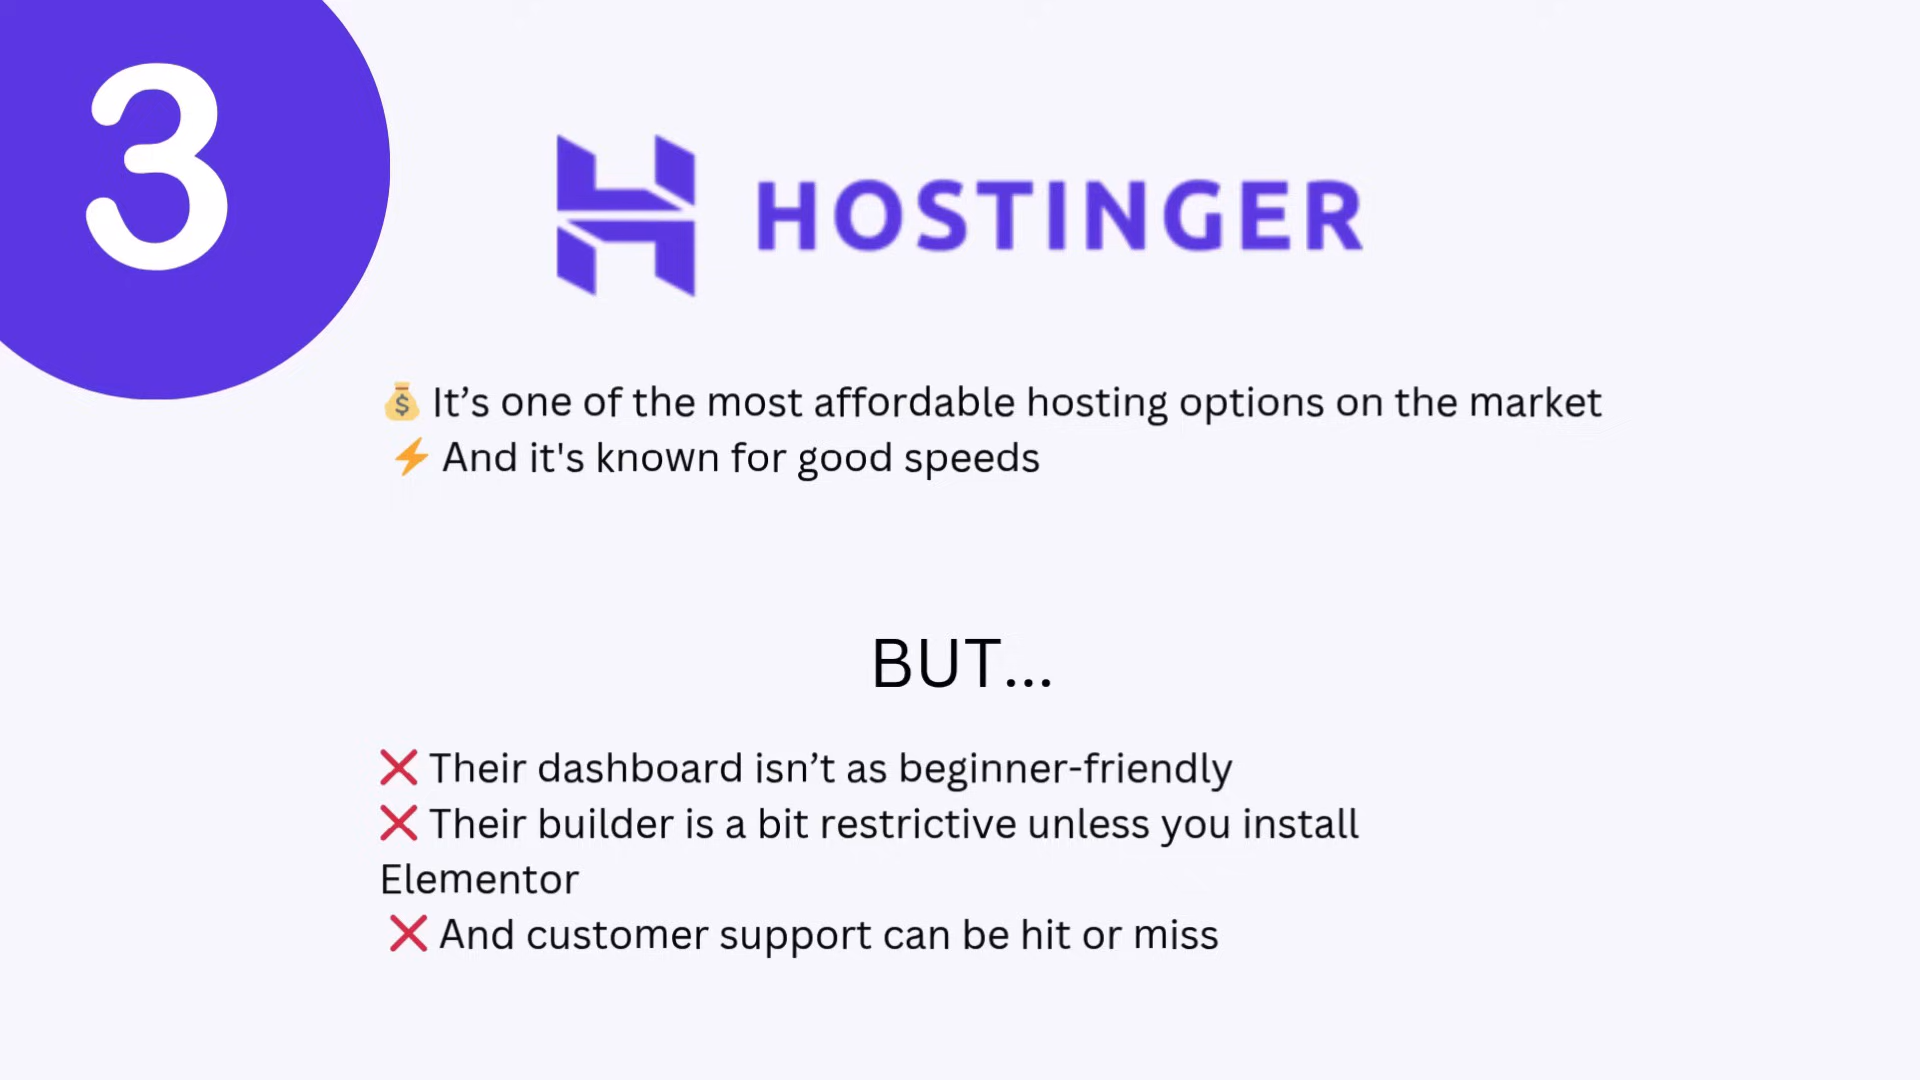 3
HOSTINGER
💰 It’s one of the most affordable hosting options on the market
⚡ And it's known for good speeds
BUT...
❌ Their dashboard isn’t as beginner-friendly
❌ Their builder is a bit restrictive unless you install
Elementor
❌ And customer support can be hit or miss